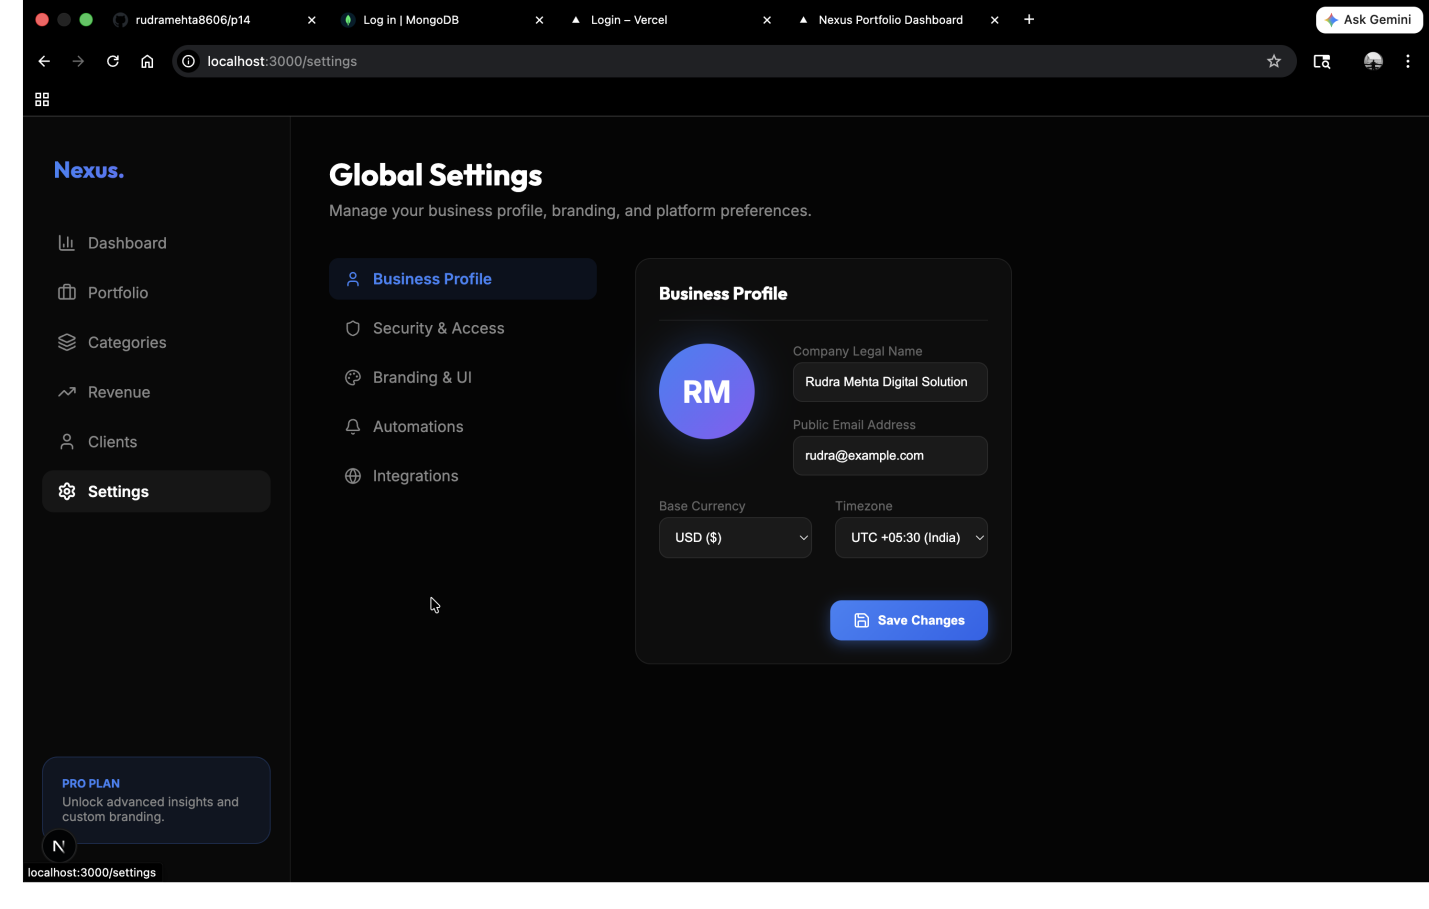 rudramehta8606/p14
Log in | MongoDB
Login – Vercel
Nexus Portfolio Dashboard
Ask Gemini
localhost:3000/settings
Nexus.
Dashboard
Portfolio
Categories
Revenue
Clients
Settings
PRO PLAN
Unlock advanced insights and
custom branding.
N
localhost:3000/settings
Global Settings
Manage your business profile, branding, and platform preferences.
Business Profile
Security & Access
Branding & UI
Automations
Integrations
Business Profile
RM
Company Legal Name
Rudra Mehta Digital Solution
Public Email Address
rudra@example.com
Base Currency
USD ($)
Timezone
UTC +05:30 (India)
Save Changes